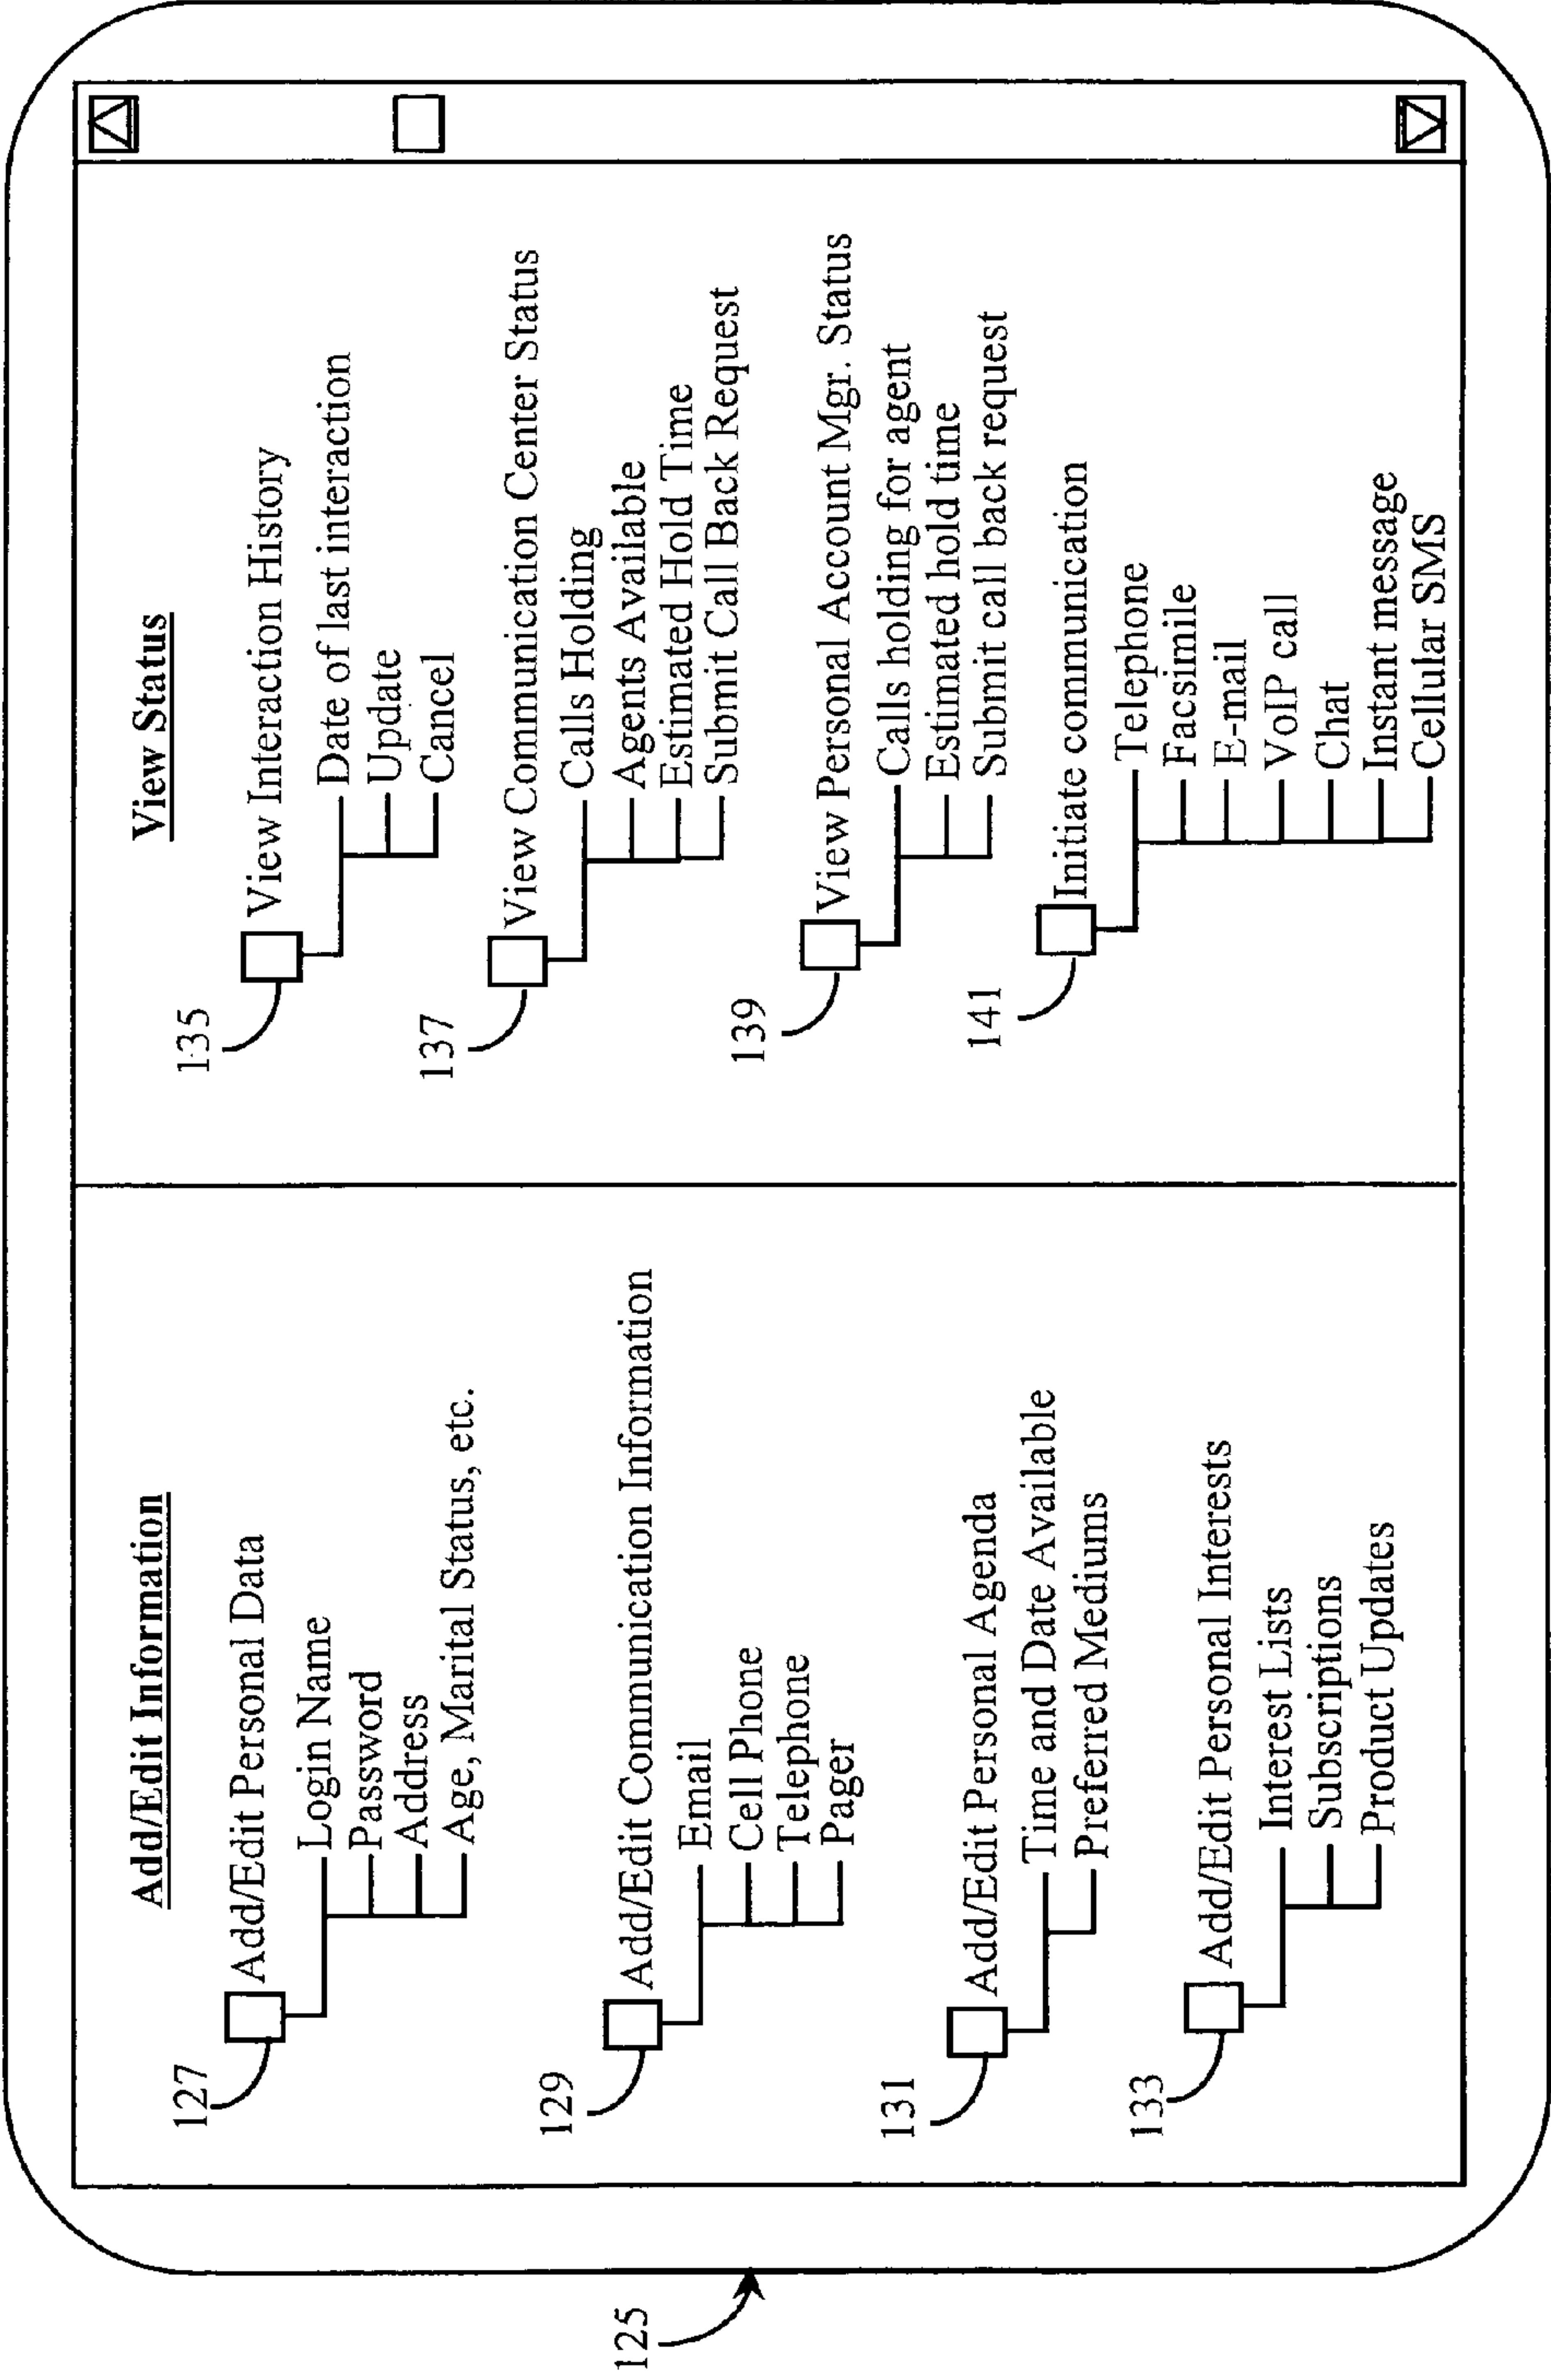 Add/Edit Information
127
Add/Edit Personal Data
Login Name
Password
Address
Age, Marital Status, etc.
129
Add/Edit Communication Information
Email
Cell Phone
Telephone
Pager
131
Add/Edit Personal Agenda
Time and Date Available
Preferred Mediums
133
Add/Edit Personal Interests
Interest Lists
Subscriptions
Product Updates
View Status
135
View Interaction History
Date of last interaction
Update
Cancel
137
View Communication Center Status
Calls Holding
Agents Available
Estimated Hold Time
Submit Call Back Request
139
View Personal Account Mgr. Status
Calls holding for agent
Estimated hold time
Submit call back request
141
Initiate communication
Telephone
Facsimile
E-mail
VoIP call
Chat
Instant message
Cellular SMS
125